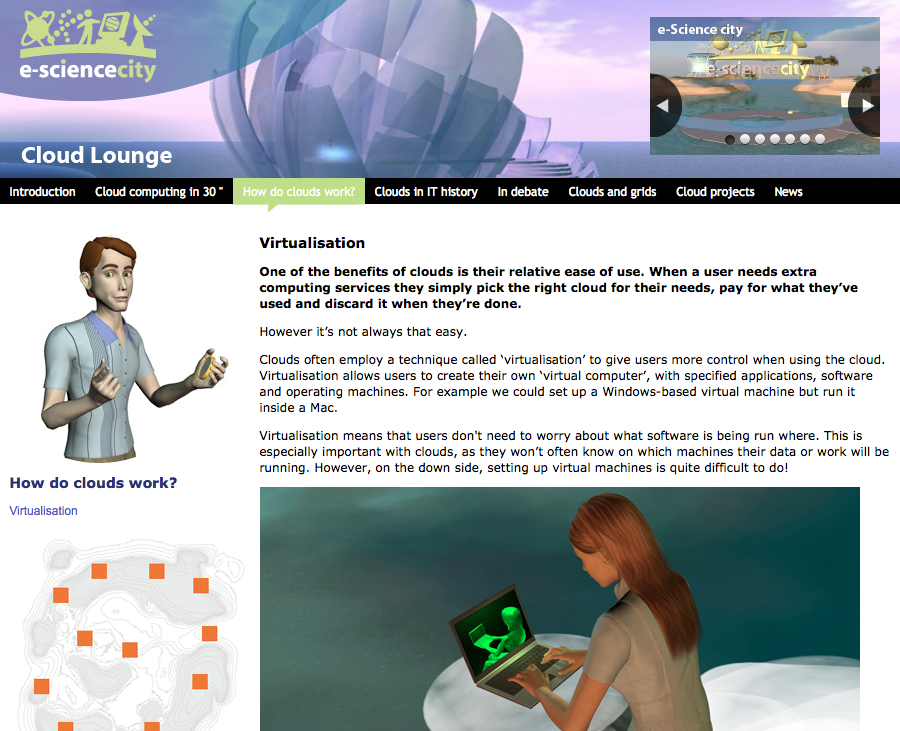 e-sciencecity
e-Science city
e-sciencecity
Cloud Lounge
Introduction
Cloud computing in 30 "
How do clouds work?
Clouds in IT history
In debate
Clouds and grids
Cloud projects
News
Virtualisation
One of the benefits of clouds is their relative ease of use. When a user needs extra
computing services they simply pick the right cloud for their needs, pay for what they’ve
used and discard it when they’re done.
However it’s not always that easy.
Clouds often employ a technique called ‘virtualisation’ to give users more control when using the cloud.
Virtualisation allows users to create their own ‘virtual computer’, with specified applications, software
and operating machines. For example we could set up a Windows-based virtual machine but run it
inside a Mac.
Virtualisation means that users don't need to worry about what software is being run where. This is
especially important with clouds, as they won’t often know on which machines their data or work will be
running. However, on the down side, setting up virtual machines is quite difficult to do!
How do clouds work?
Virtualisation